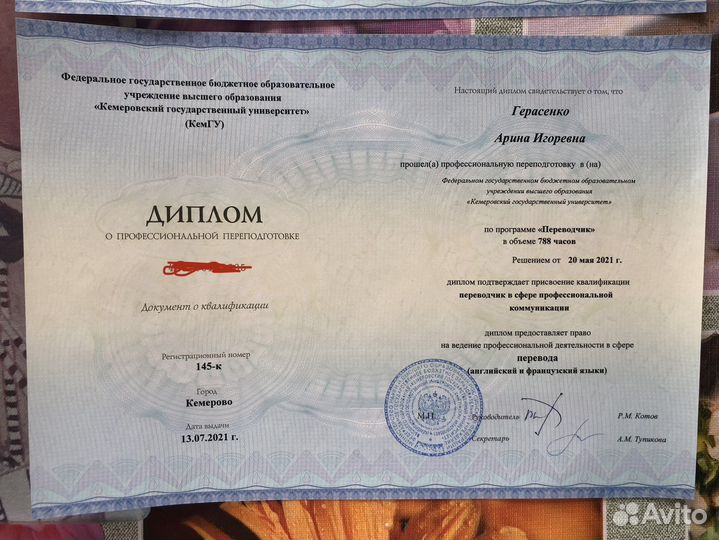 Федеральное государственное бюджетное образовательное
учреждение высшего образования
«Кемеровский государственный университет»
(КемГУ)
ДИПЛОМ
О ПРОФЕССИОНАЛЬНОЙ ПЕРЕПОДГОТОВКЕ
Документ о квалификации
Регистрационный номер
145-к
Город
Кемерово
Дата выдачи
13.07.2021 г.
Настоящий диплом свидетельствует о том, что
Герасенко
Арина Игоревна
прошел(а) профессиональную переподготовку в (на)
Федеральном государственном бюджетном образовательном
учреждении высшего образования
«Кемеровский государственный университет»
по программе «Переводчик»
в объеме 788 часов
Решением от 20 мая 2021 г.
диплом подтверждает присвоение квалификации
переводчик в сфере профессиональной
коммуникации
диплом предоставляет право
на ведение профессиональной деятельности в сфере
перевода
(английский и французский языки)
М.П.
Руководитель Р.М. Котов
Секретарь А.М. Тупикова
Avito